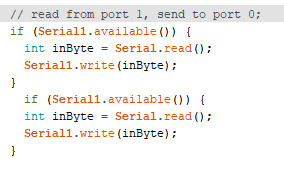 // read from port 1, send to port 0;
if (Serial1.available()) {
  int inByte = Serial.read();
  Serial1.write(inByte);
}
  if (Serial1.available()) {
  int inByte = Serial.read();
  Serial1.write(inByte);
}